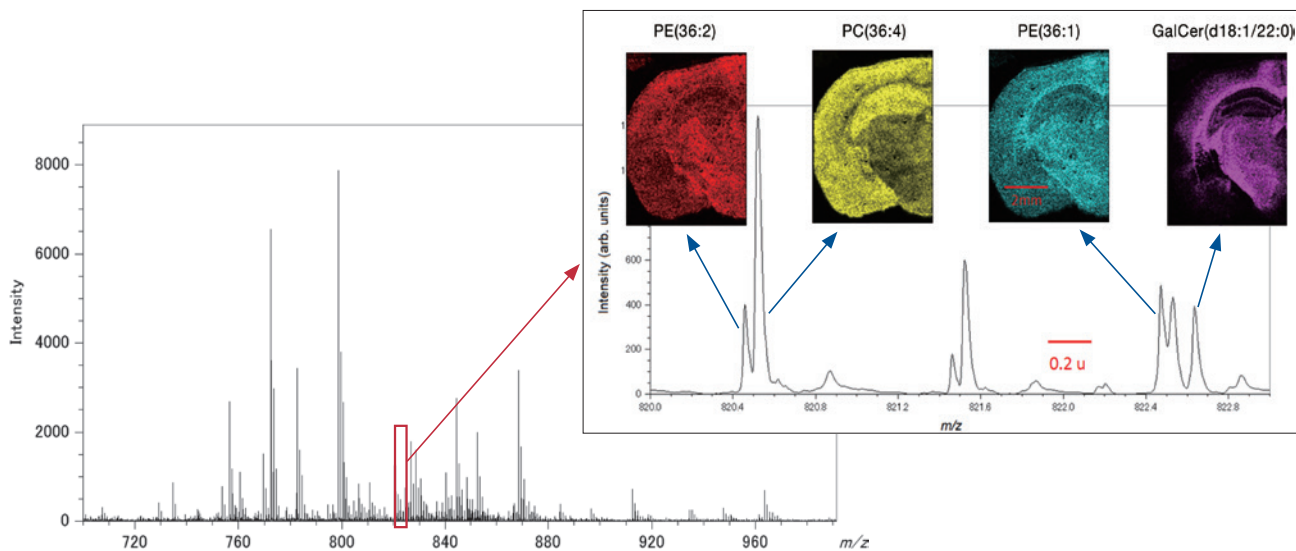 PE(36:2) PC(36:4) PE(36:1) GalCer(d18:1/22:0)
2mm
Intensity (arb. units)
1
1
600
400
200
0
0.2 u
820.0 820.4 820.8 821.2 821.6 822.0 822.4 822.8
m/z
Intensity
8000
6000
4000
2000
0
720 760 800 840 880 920 960 m/z